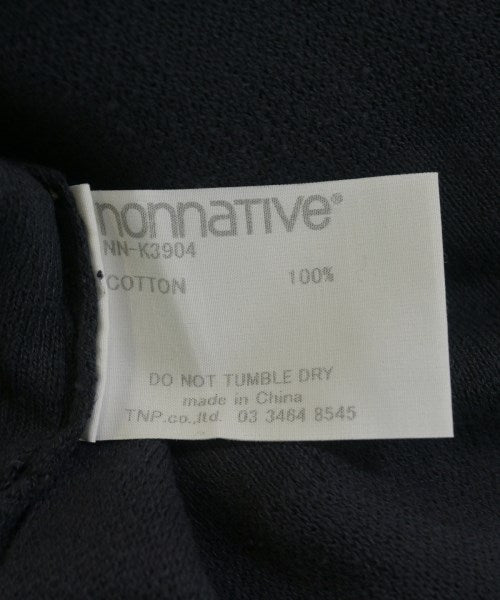 nonnative®
NN-K3904
COTTON 100%
DO NOT TUMBLE DRY
made in China
TNP.co.,ltd. 03 3464 8545